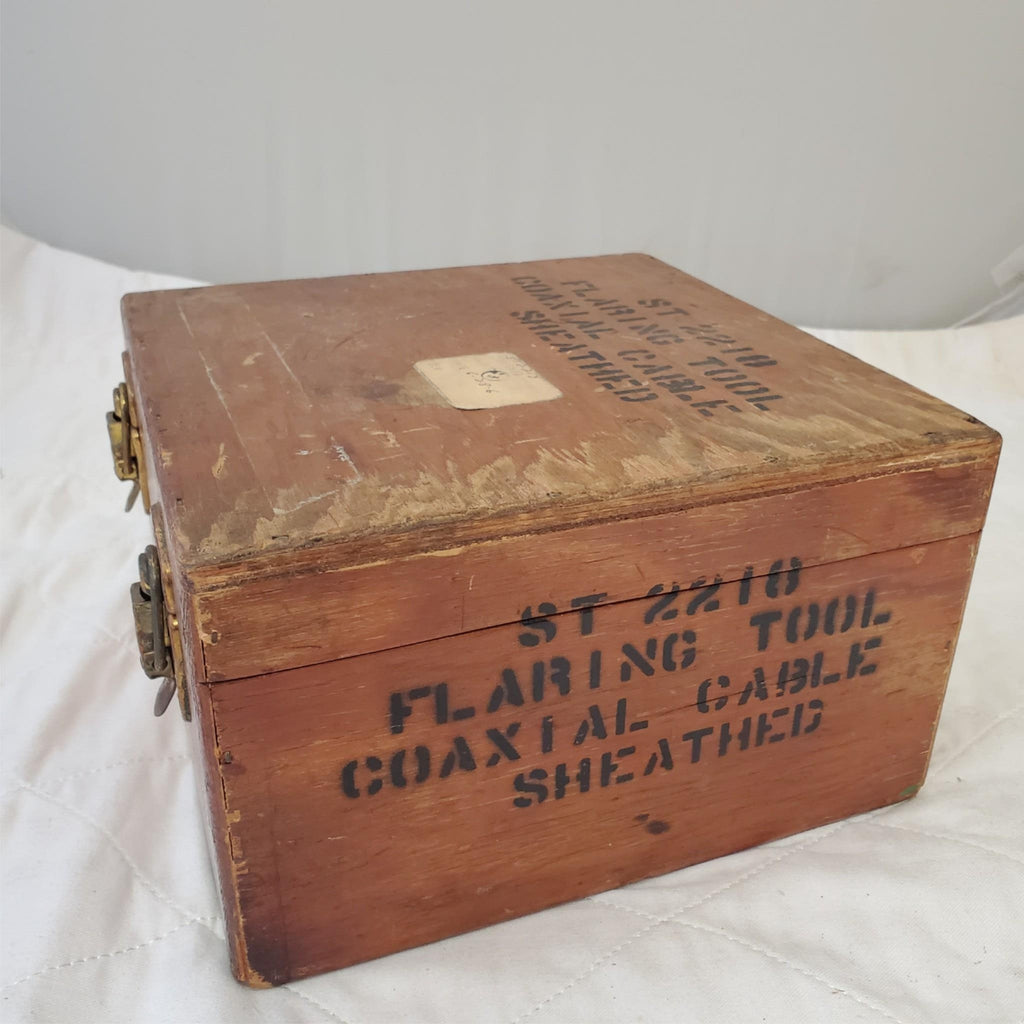 ST 2210
FLARING TOOL
COAXIAL CABLE
SHEATHED
ST 2210
FLARING TOOL
COAXIAL CABLE
SHEATHED